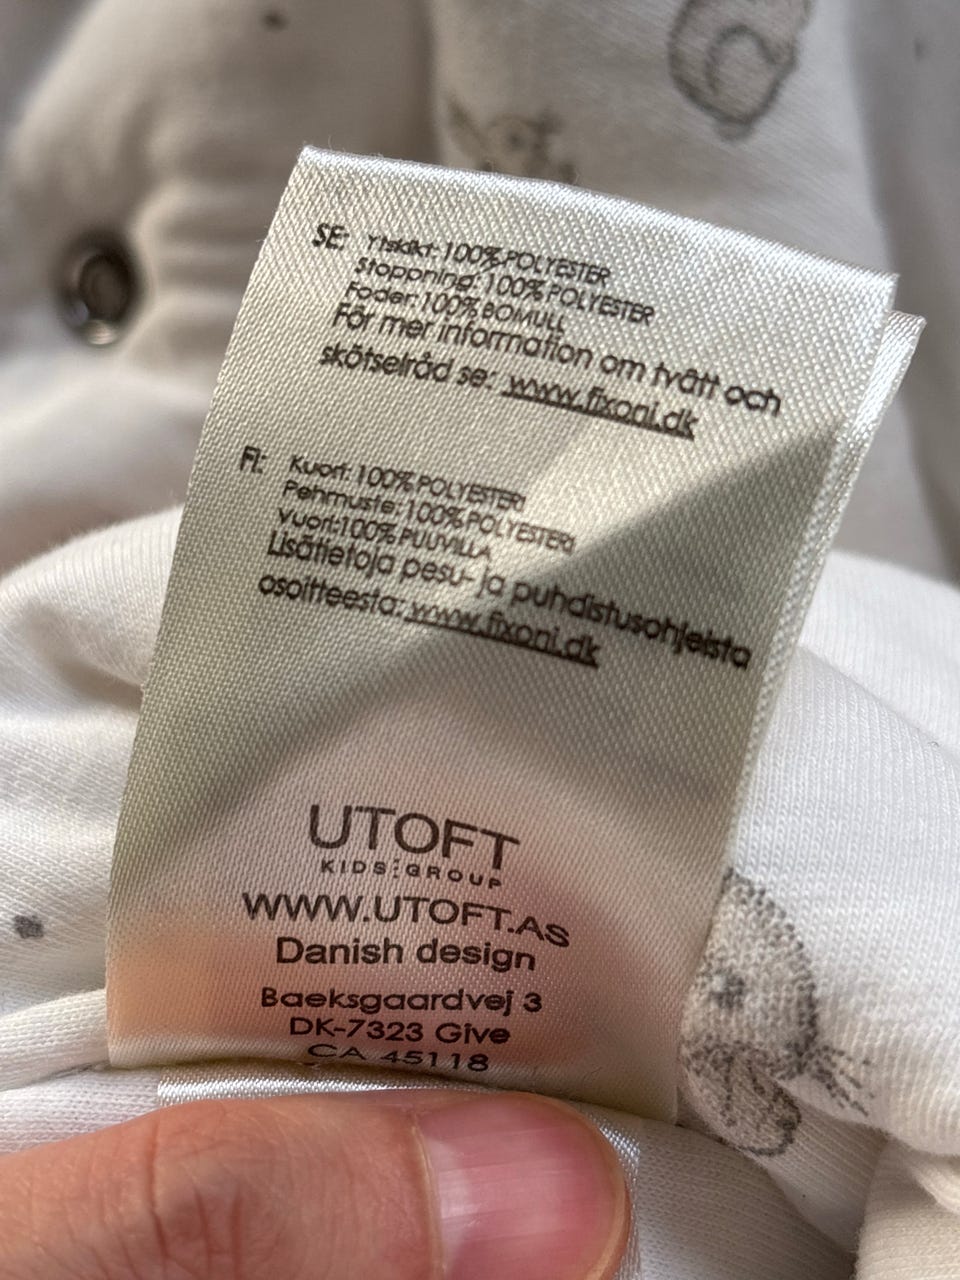 SE: Ytskikt: 100% POLYESTER
Stoppning: 100% POLYESTER
Foder: 100% BOMULL
För mer information om tvätt och
skötselråd se: www.fixoni.dk
FI: Kuori: 100% POLYESTERI
Pehmuste: 100% POLYESTERI
Vuori:100% PUUVILLA
Lisätietoja pesu- ja puhdistusohjeista
osoitteesta: www.fixoni.dk
UTOFT
KIDS GROUP
WWW.UTOFT.AS
Danish design
Baeksgaardvej 3
DK-7323 Give
CA 45118